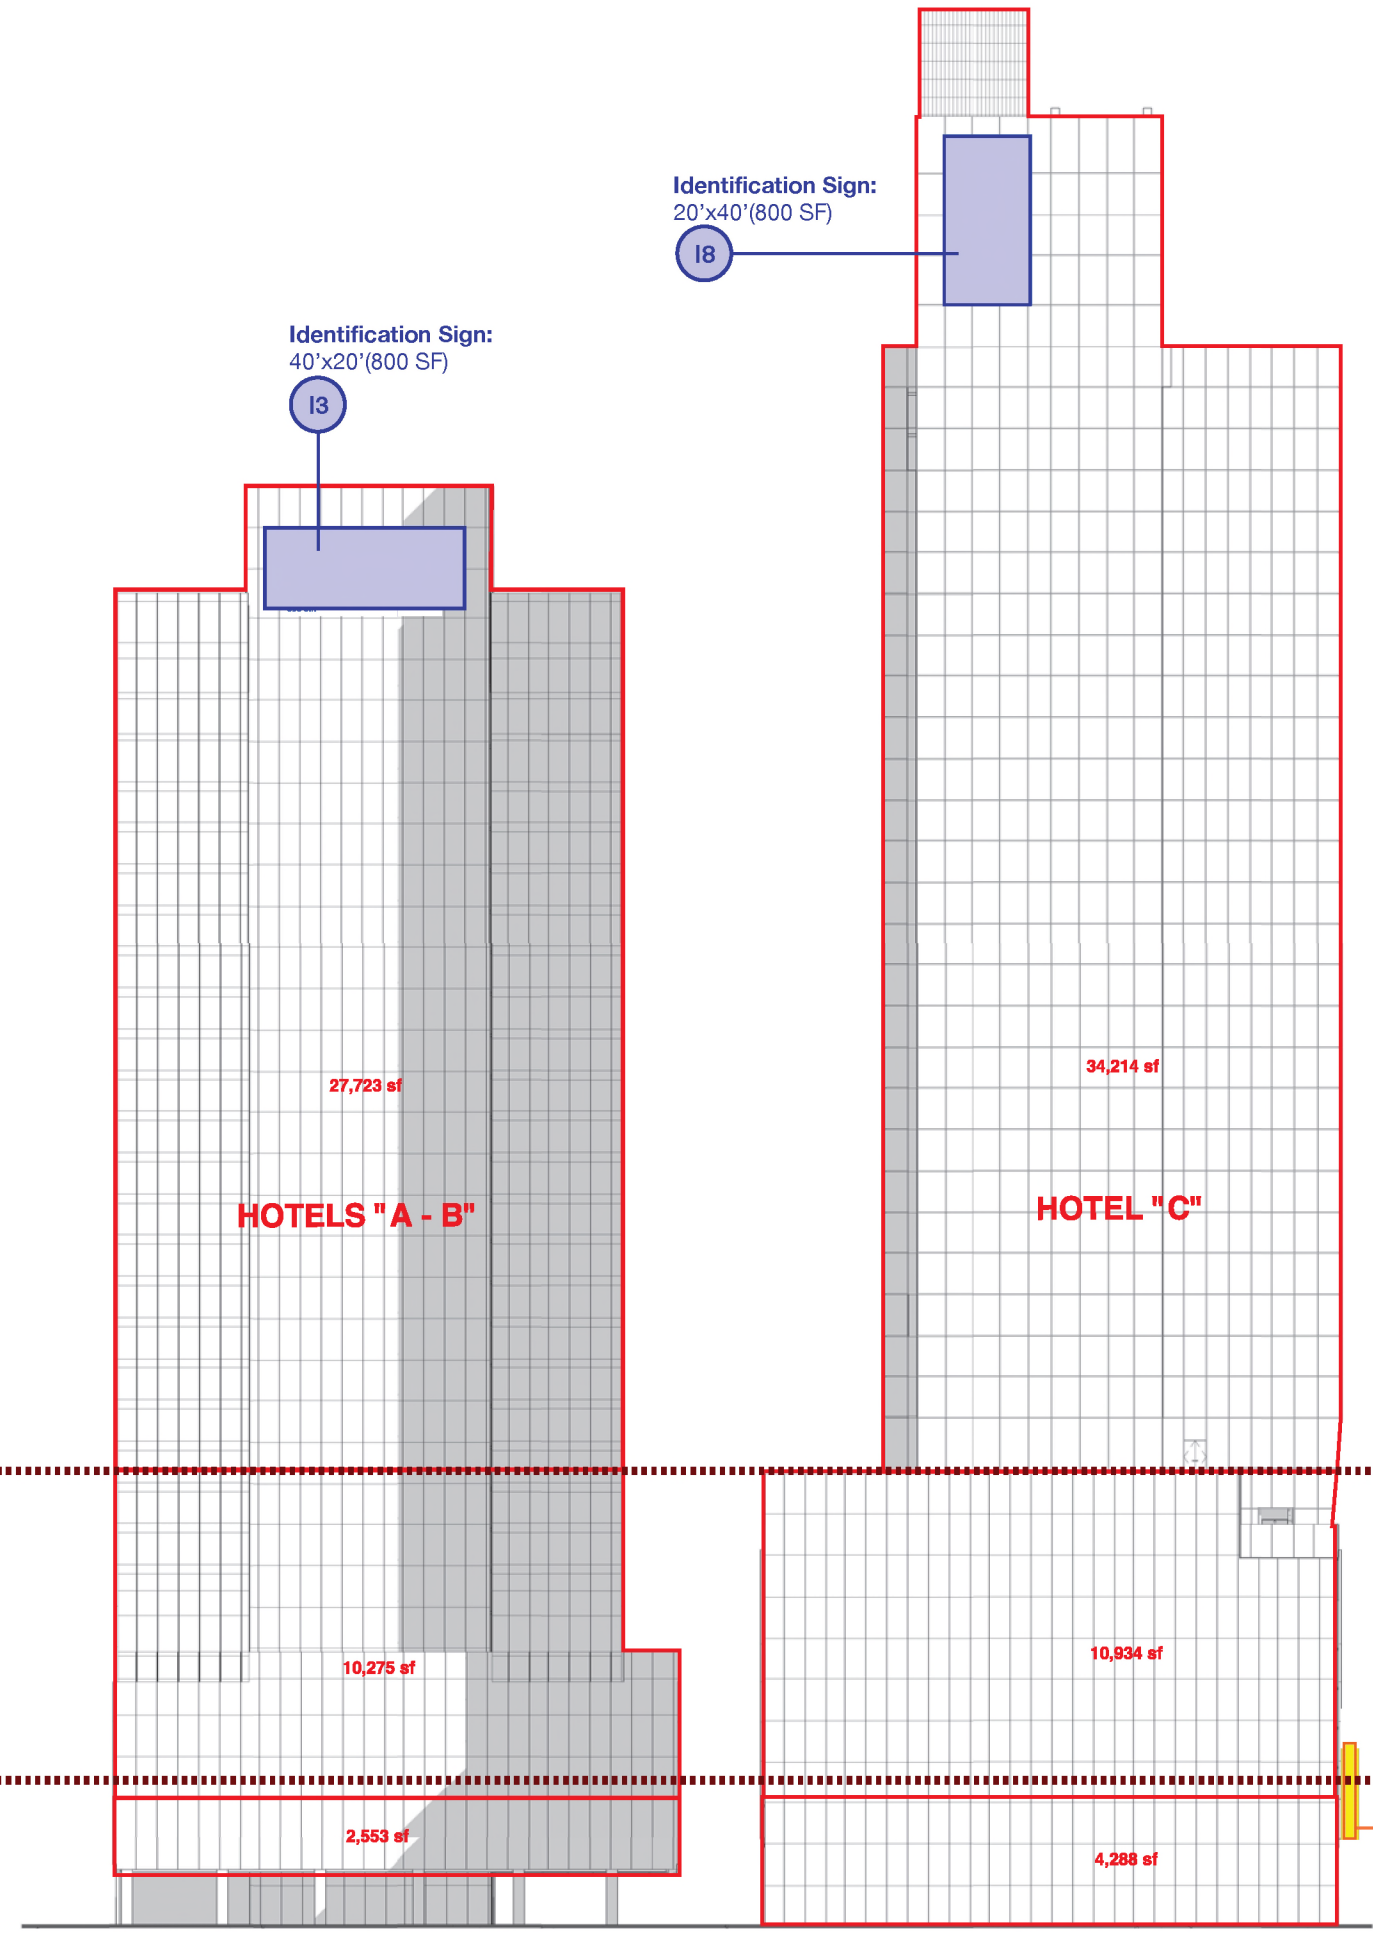 Identification Sign:
20'x40'(800 SF)
I8
Identification Sign:
40'x20'(800 SF)
I3
27,723 sf
34,214 sf
HOTELS "A - B"
HOTEL "C"
10,275 sf
10,934 sf
2,553 sf
4,288 sf